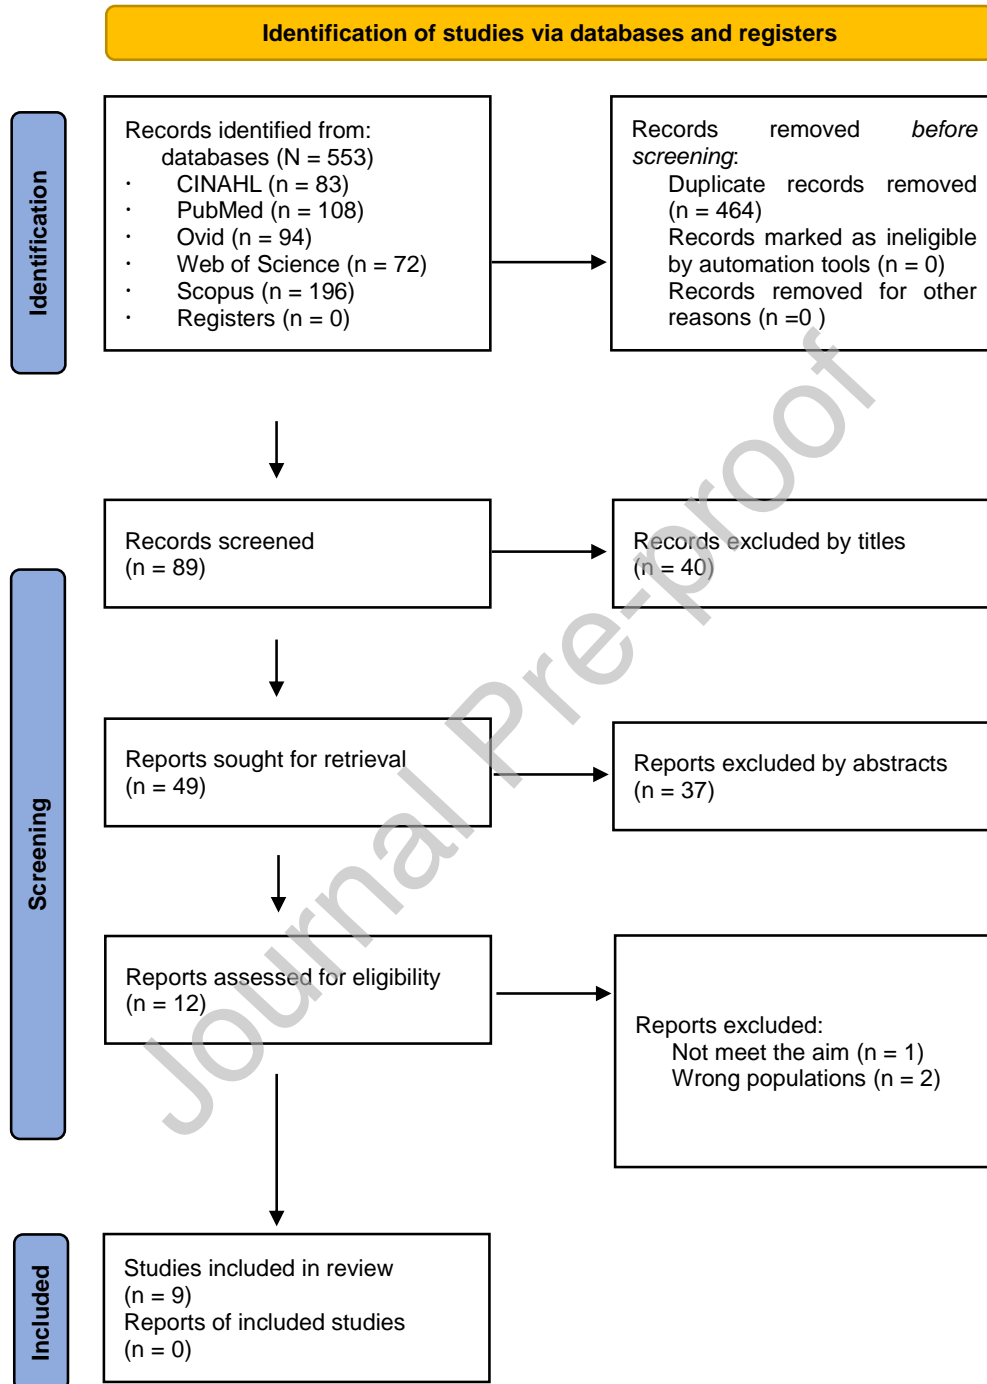 Identification of studies via databases and registers
Identification
Records identified from:
databases (N = 553)
· CINAHL (n = 83)
· PubMed (n = 108)
· Ovid (n = 94)
· Web of Science (n = 72)
· Scopus (n = 196)
· Registers (n = 0)
Records removed before
screening:
Duplicate records removed
(n = 464)
Records marked as ineligible
by automation tools (n = 0)
Records removed for other
reasons (n =0 )
Screening
Records screened
(n = 89)
Records excluded by titles
(n = 40)
Reports sought for retrieval
(n = 49)
Reports excluded by abstracts
(n = 37)
Reports assessed for eligibility
(n = 12)
Reports excluded:
Not meet the aim (n = 1)
Wrong populations (n = 2)
Included
Studies included in review
(n = 9)
Reports of included studies
(n = 0)
Journal Pre-proof